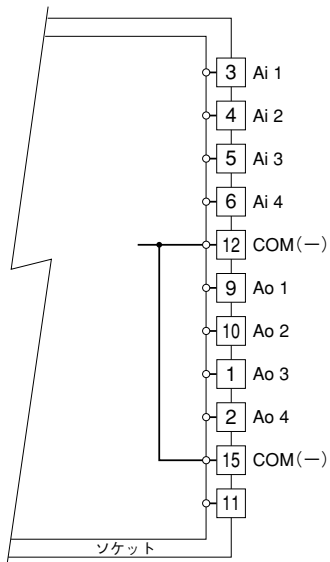 3 Ai 1
4 Ai 2
5 Ai 3
6 Ai 4
12 COM(−)
9 Ao 1
10 Ao 2
1 Ao 3
2 Ao 4
15 COM(−)
11
ソケット